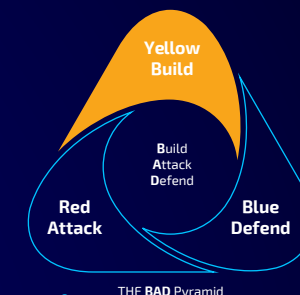 Yellow
Build
Build
Attack
Defend
Red
Attack
Blue
Defend
THE BAD Pyramid